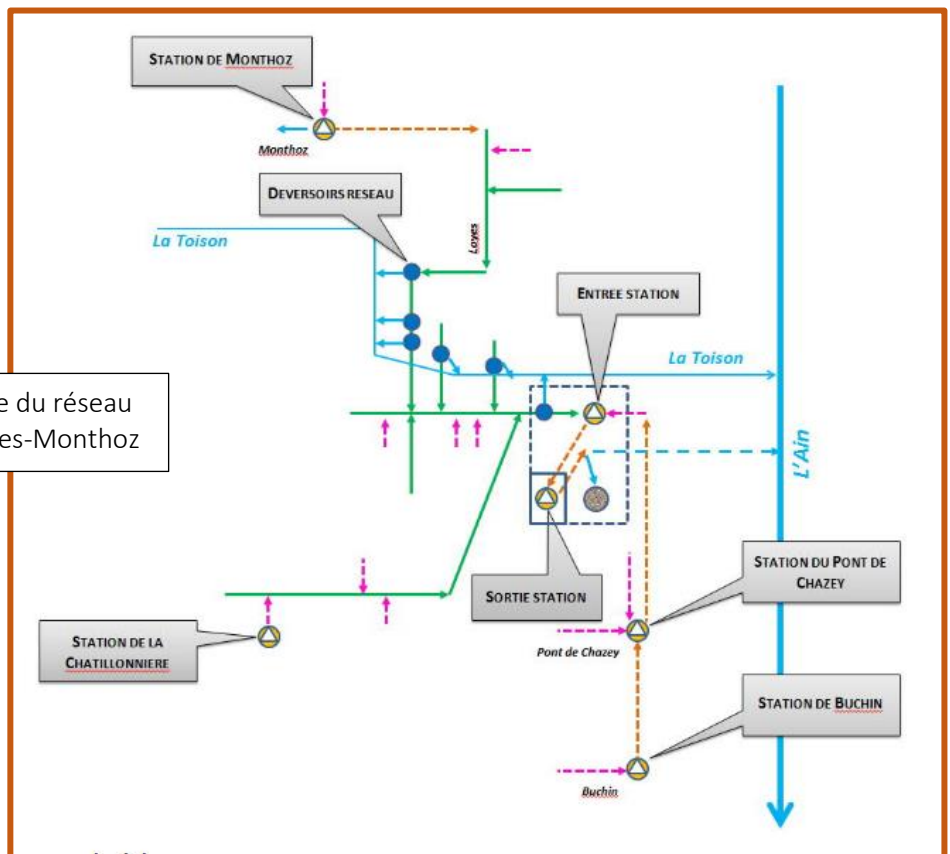 STATION DE MONTHOZ
Monthoz
DEVERSOIRS RESEAU
La Toison
Loyes
ENTREE STATION
La Toison
e du réseau
es-Monthoz
L'Ain
STATION DU PONT DE
CHAZEY
SORTIE STATION
STATION DE LA
CHATILLONNIERE
Pont de Chazey
STATION DE BUCHIN
Buchin